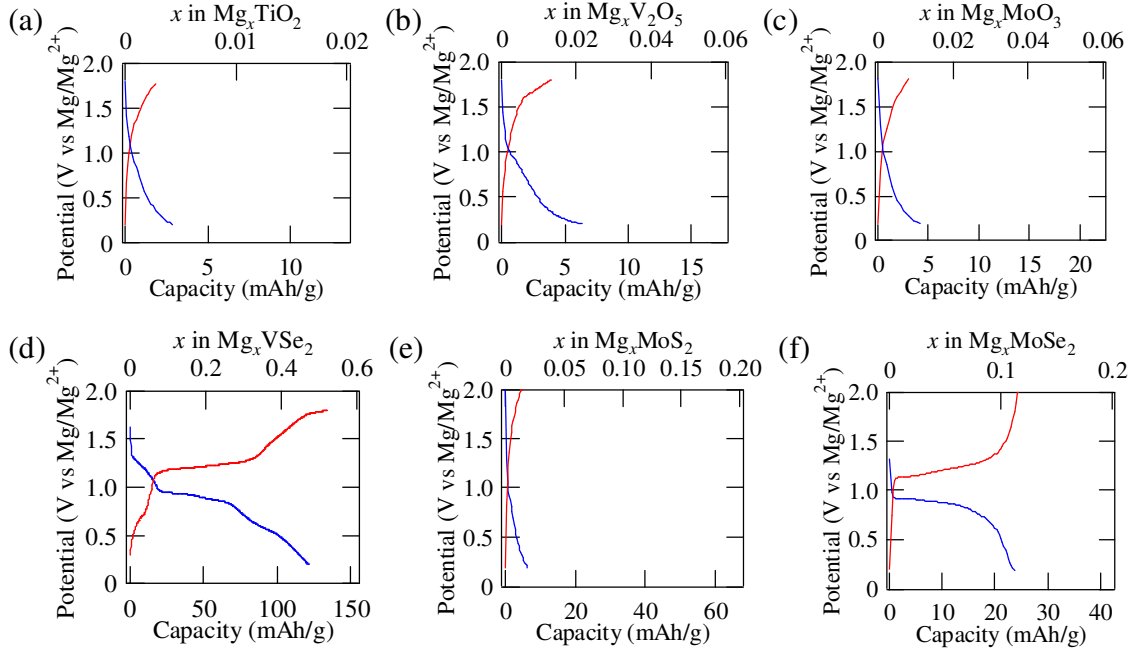 (a)
x in MgₓTiO₂
0 0.01 0.02
Potential (V vs Mg/Mg²⁺)
2.0
1.5
1.0
0.5
0
0 5 10
Capacity (mAh/g)
(b)
x in MgₓV₂O₅
0 0.02 0.04 0.06
Potential (V vs Mg/Mg²⁺)
2.0
1.5
1.0
0.5
0
0 5 10 15
Capacity (mAh/g)
(c)
x in MgₓMoO₃
0 0.02 0.04 0.06
Potential (V vs Mg/Mg²⁺)
2.0
1.5
1.0
0.5
0
0 5 10 15 20
Capacity (mAh/g)
(d)
x in MgₓVSe₂
0 0.2 0.4 0.6
Potential (V vs Mg/Mg²⁺)
2.0
1.5
1.0
0.5
0
0 50 100 150
Capacity (mAh/g)
(e)
x in MgₓMoS₂
0 0.05 0.10 0.15 0.20
Potential (V vs Mg/Mg²⁺)
2.0
1.5
1.0
0.5
0
0 20 40 60
Capacity (mAh/g)
(f)
x in MgₓMoSe₂
0 0.1 0.2
Potential (V vs Mg/Mg²⁺)
2.0
1.5
1.0
0.5
0
0 10 20 30 40
Capacity (mAh/g)